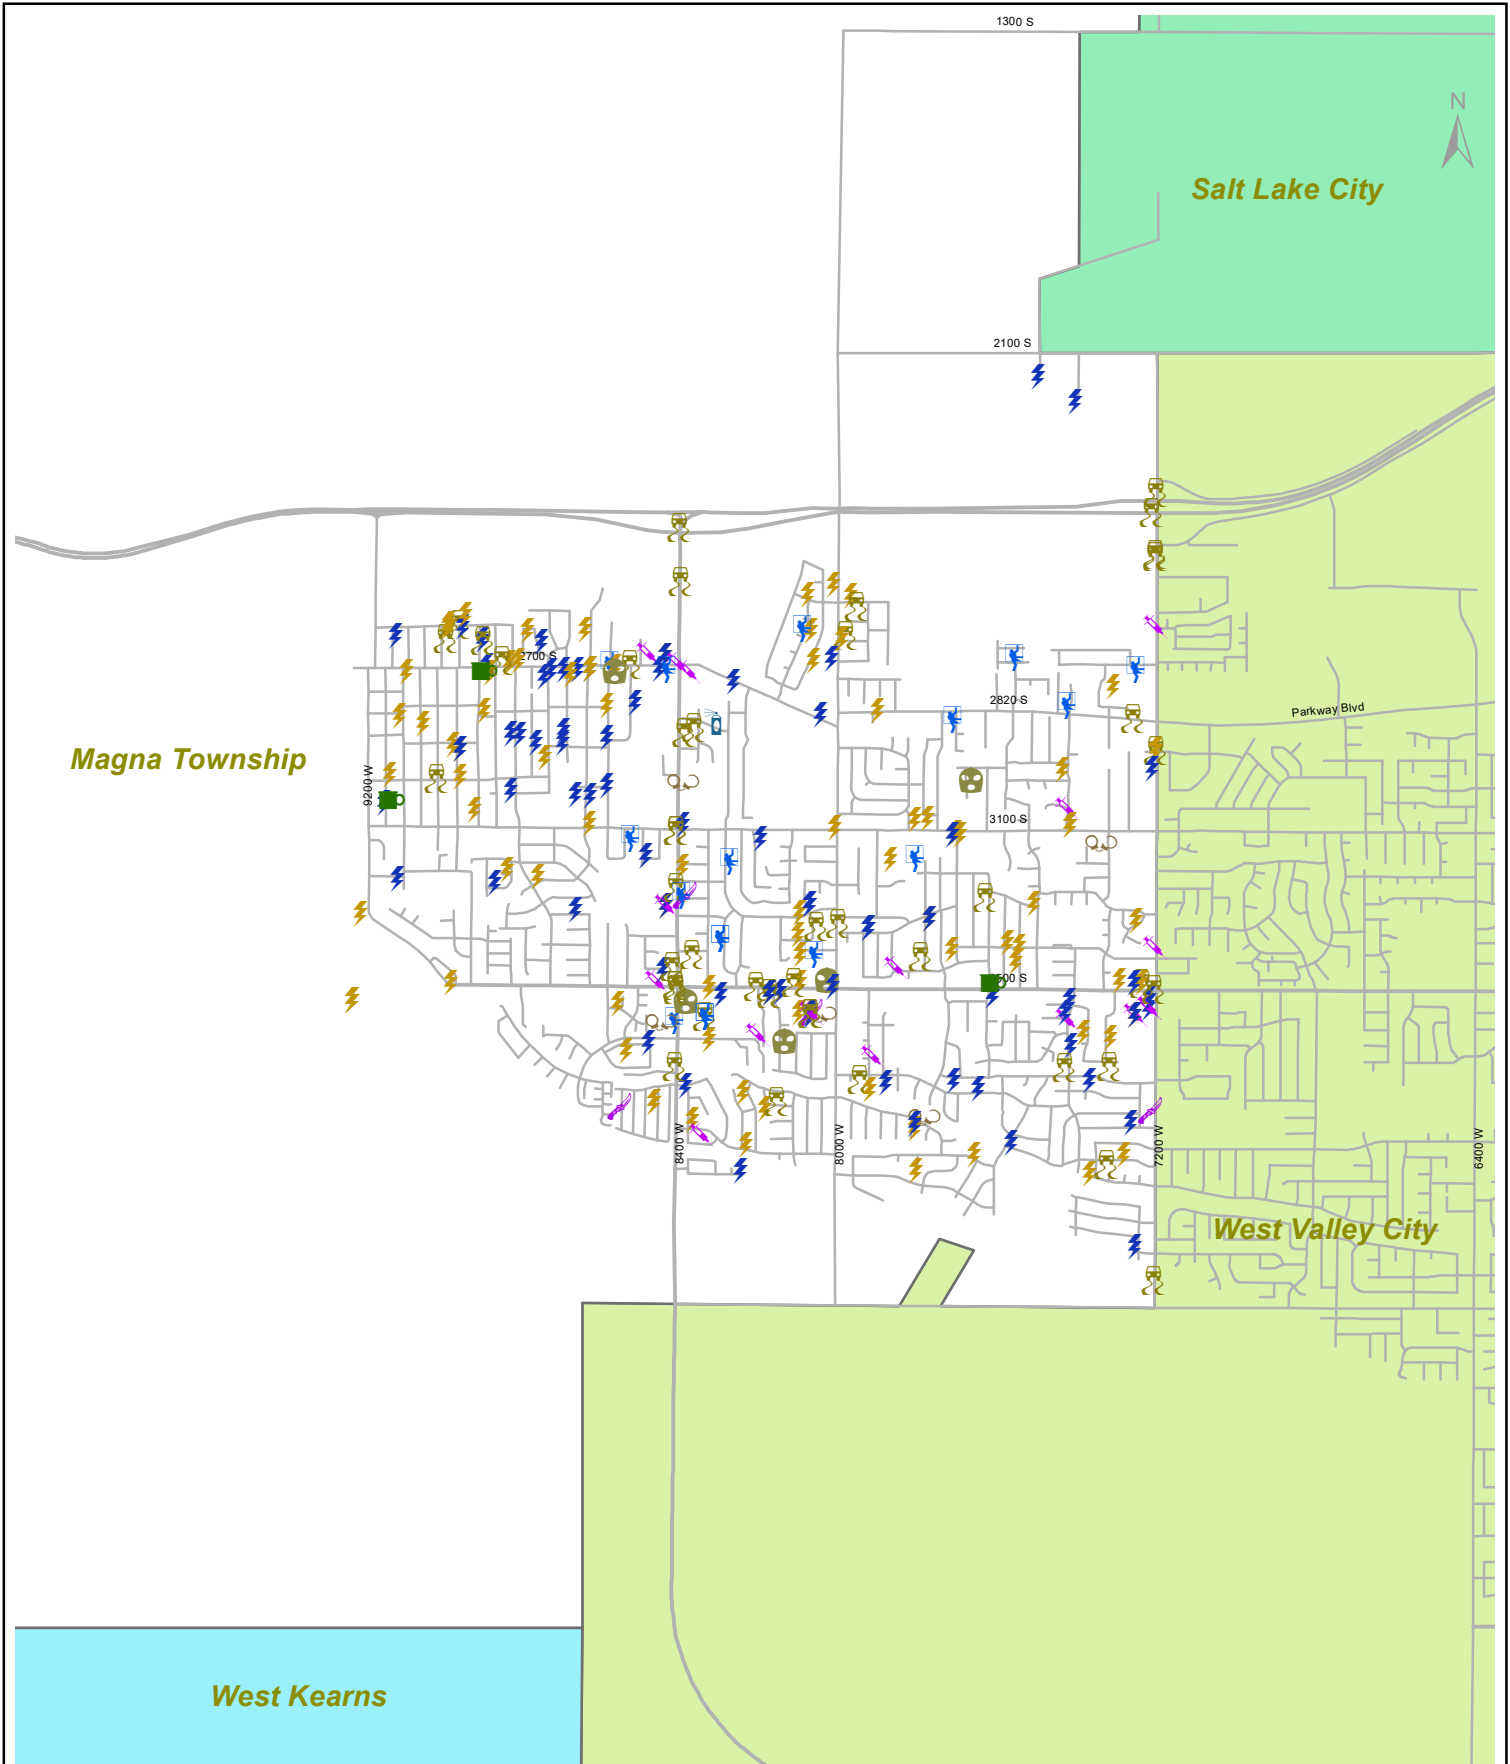 1300 S
N
Salt Lake City
2100 S
2700 S
2820 S
Parkway Blvd
Magna Township
9200 W
3100 S
500 S
8400 W
8000 W
7200 W
6400 W
West Valley City
West Kearns